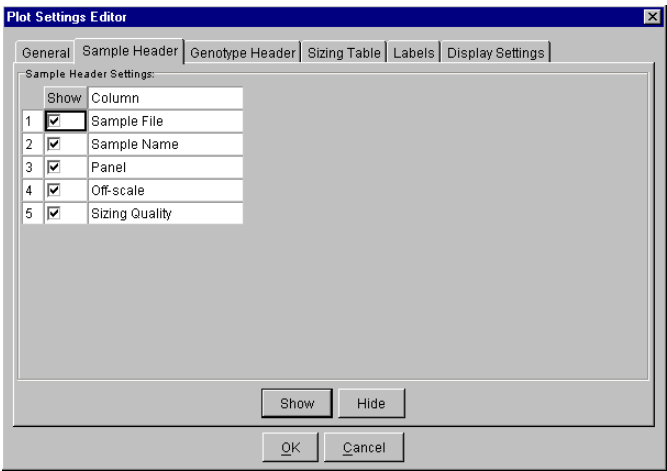 Plot Settings Editor
General Sample Header Genotype Header Sizing Table Labels Display Settings
Sample Header Settings:
Show Column
1 Sample File
2 Sample Name
3 Panel
4 Off-scale
5 Sizing Quality
Show Hide
OK Cancel